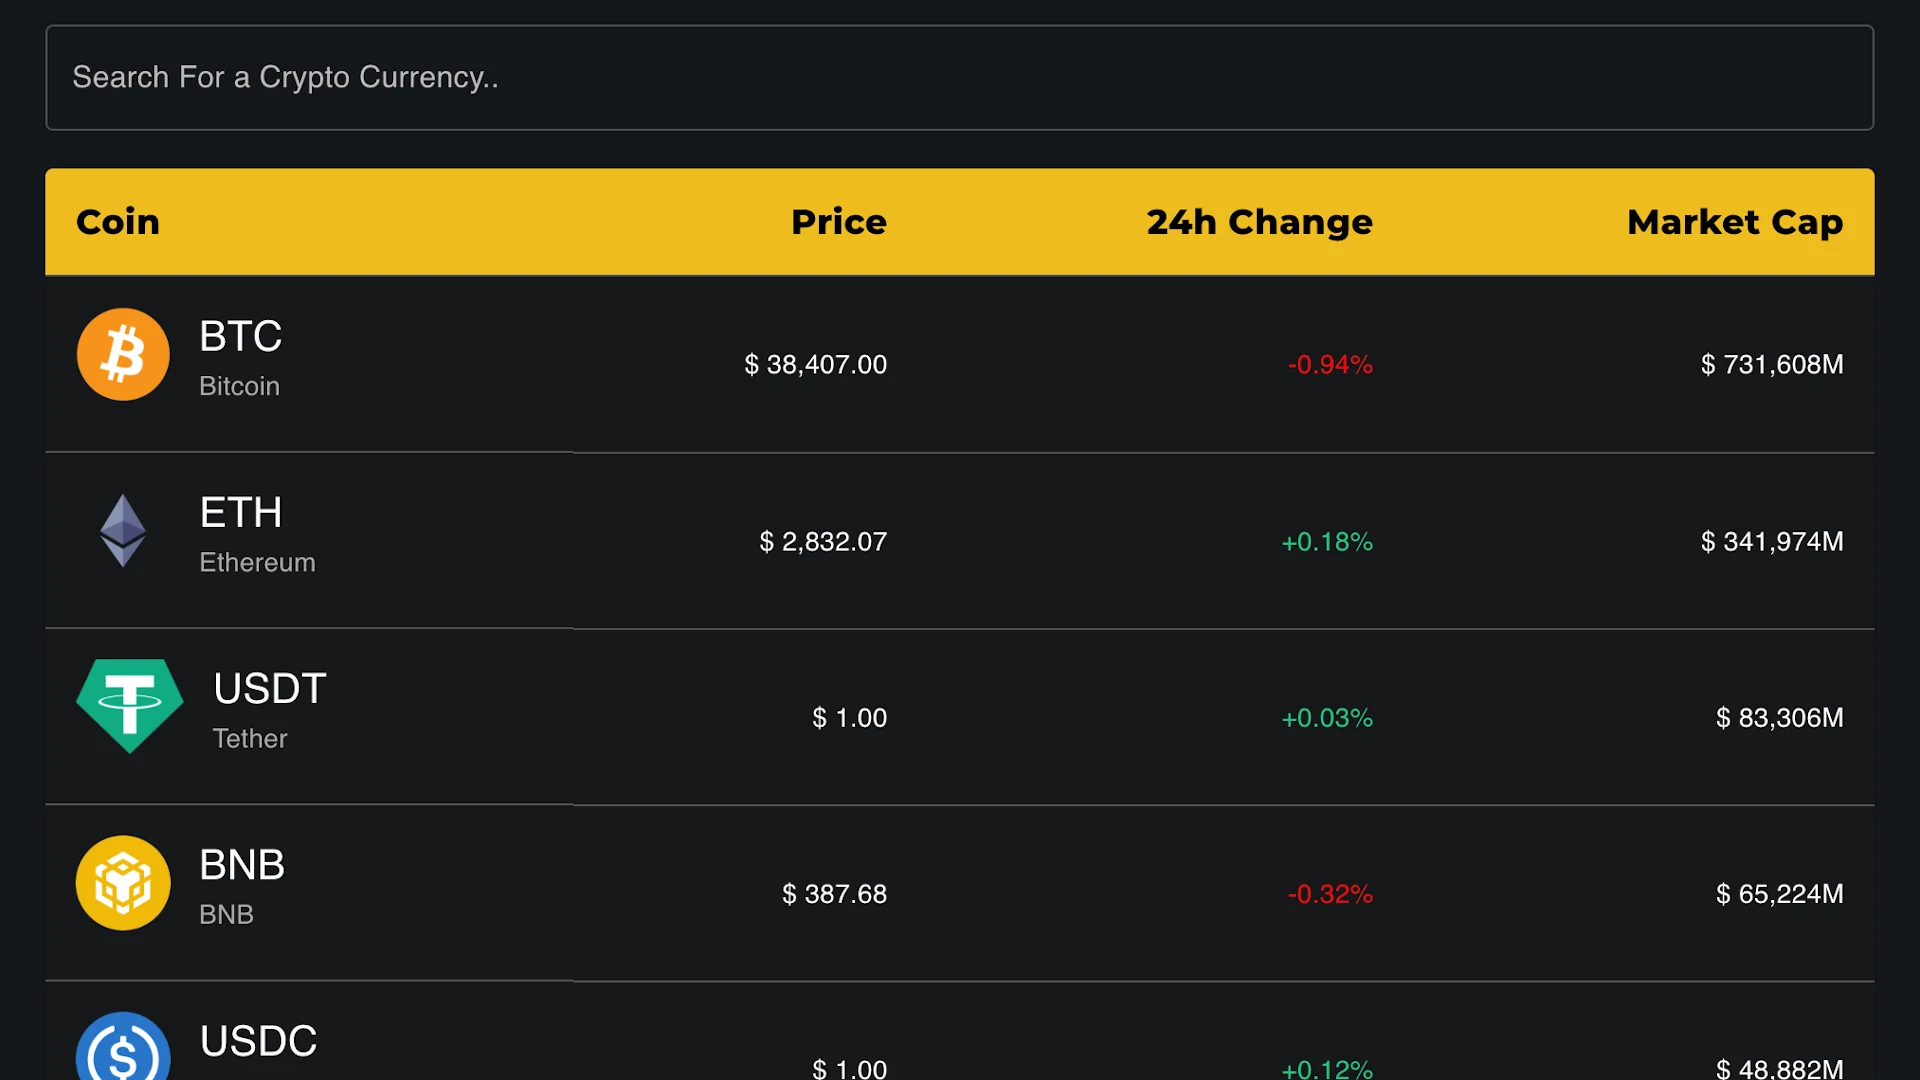 Search For a Crypto Currency..
Coin Price 24h Change Market Cap
BTC
Bitcoin
$ 38,407.00 -0.94% $ 731,608M
ETH
Ethereum
$ 2,832.07 +0.18% $ 341,974M
USDT
Tether
$ 1.00 +0.03% $ 83,306M
BNB
BNB
$ 387.68 -0.32% $ 65,224M
USDC
$ 1.00 +0.12% $ 48,882M